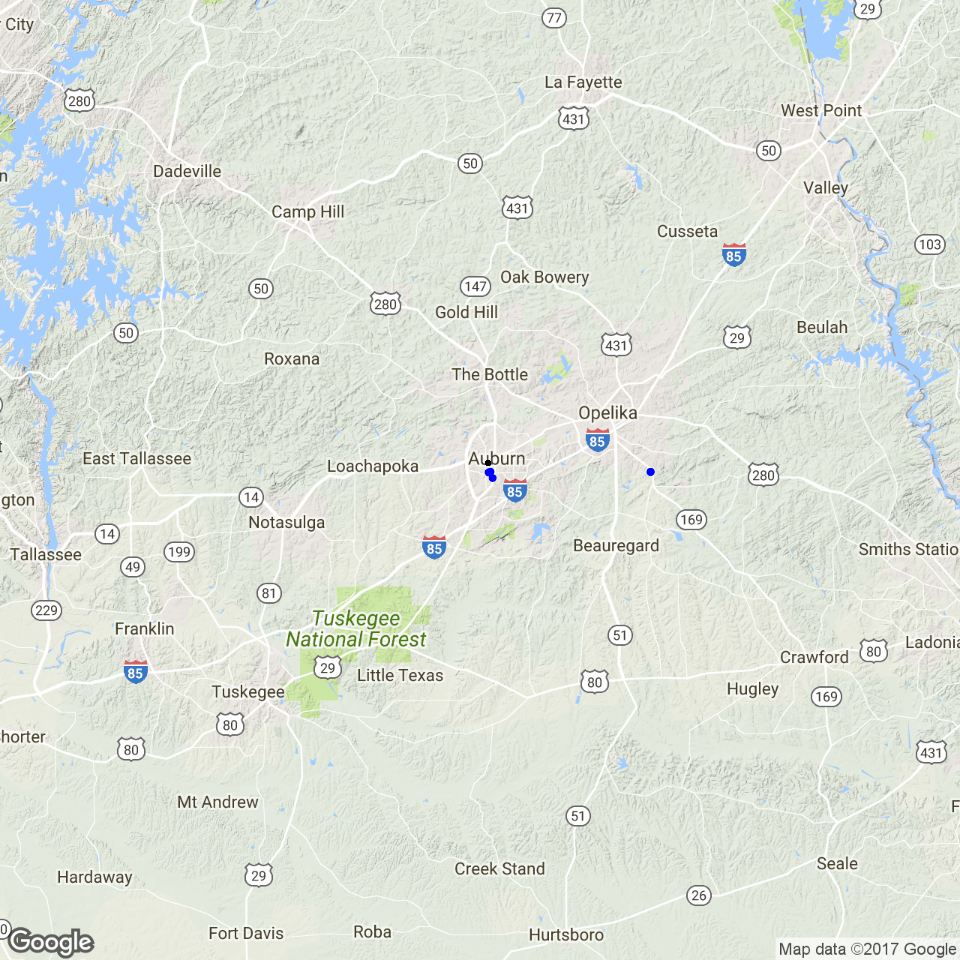 29
77
City
La Fayette
280
431
West Point
50
50
Dadeville
Valley
Camp Hill
431
Cusseta
103
85
50
147
Oak Bowery
280
Gold Hill
50
Beulah
29
431
Roxana
The Bottle
Opelika
85
East Tallassee
Loachapoka
Auburn
280
85
ngton
14
Notasulga
169
14
Tallassee
199
85
Beauregard
Smiths Statio
49
81
229
Tuskegee
National Forest
Franklin
51
80
Ladonia
85
29
Little Texas
80
Crawford
Tuskegee
Hugley
169
80
Shorter
80
431
Mt Andrew
51
Creek Stand
Seale
Hardaway
29
26
Fort Davis
Roba
Hurtsboro
Google
Map data ©2017 Google